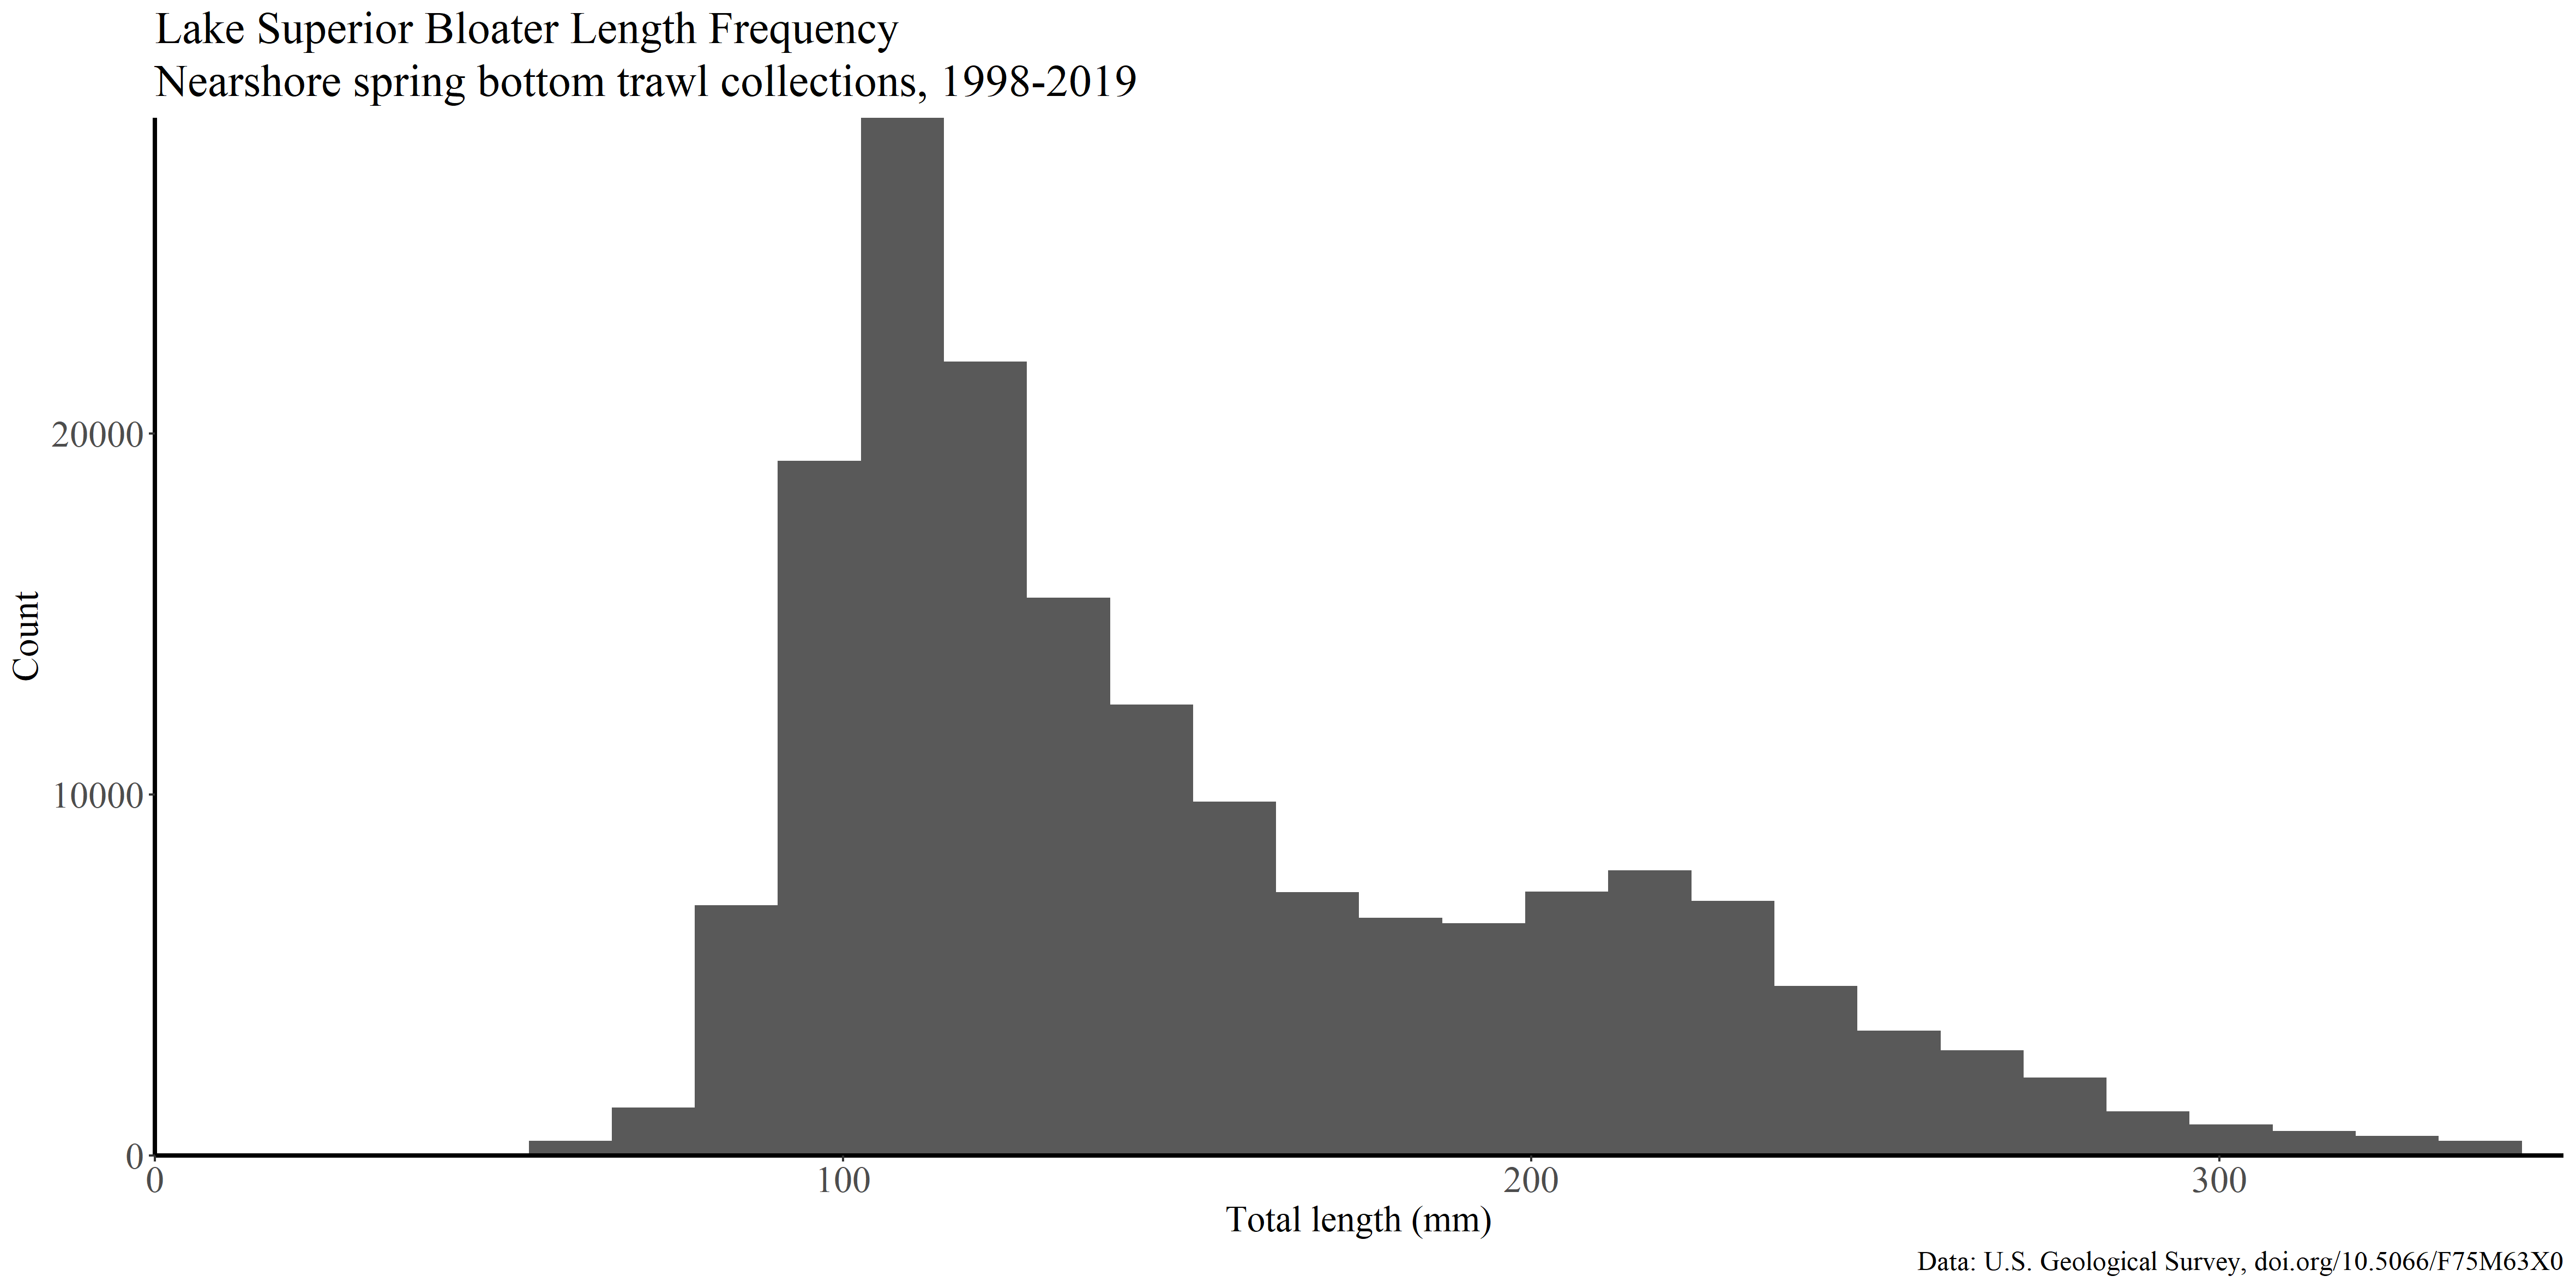 Lake Superior Bloater Length Frequency
Nearshore spring bottom trawl collections, 1998-2019
Count
20000
10000
0
0 100 200 300
Total length (mm)
Data: U.S. Geological Survey, doi.org/10.5066/F75M63X0